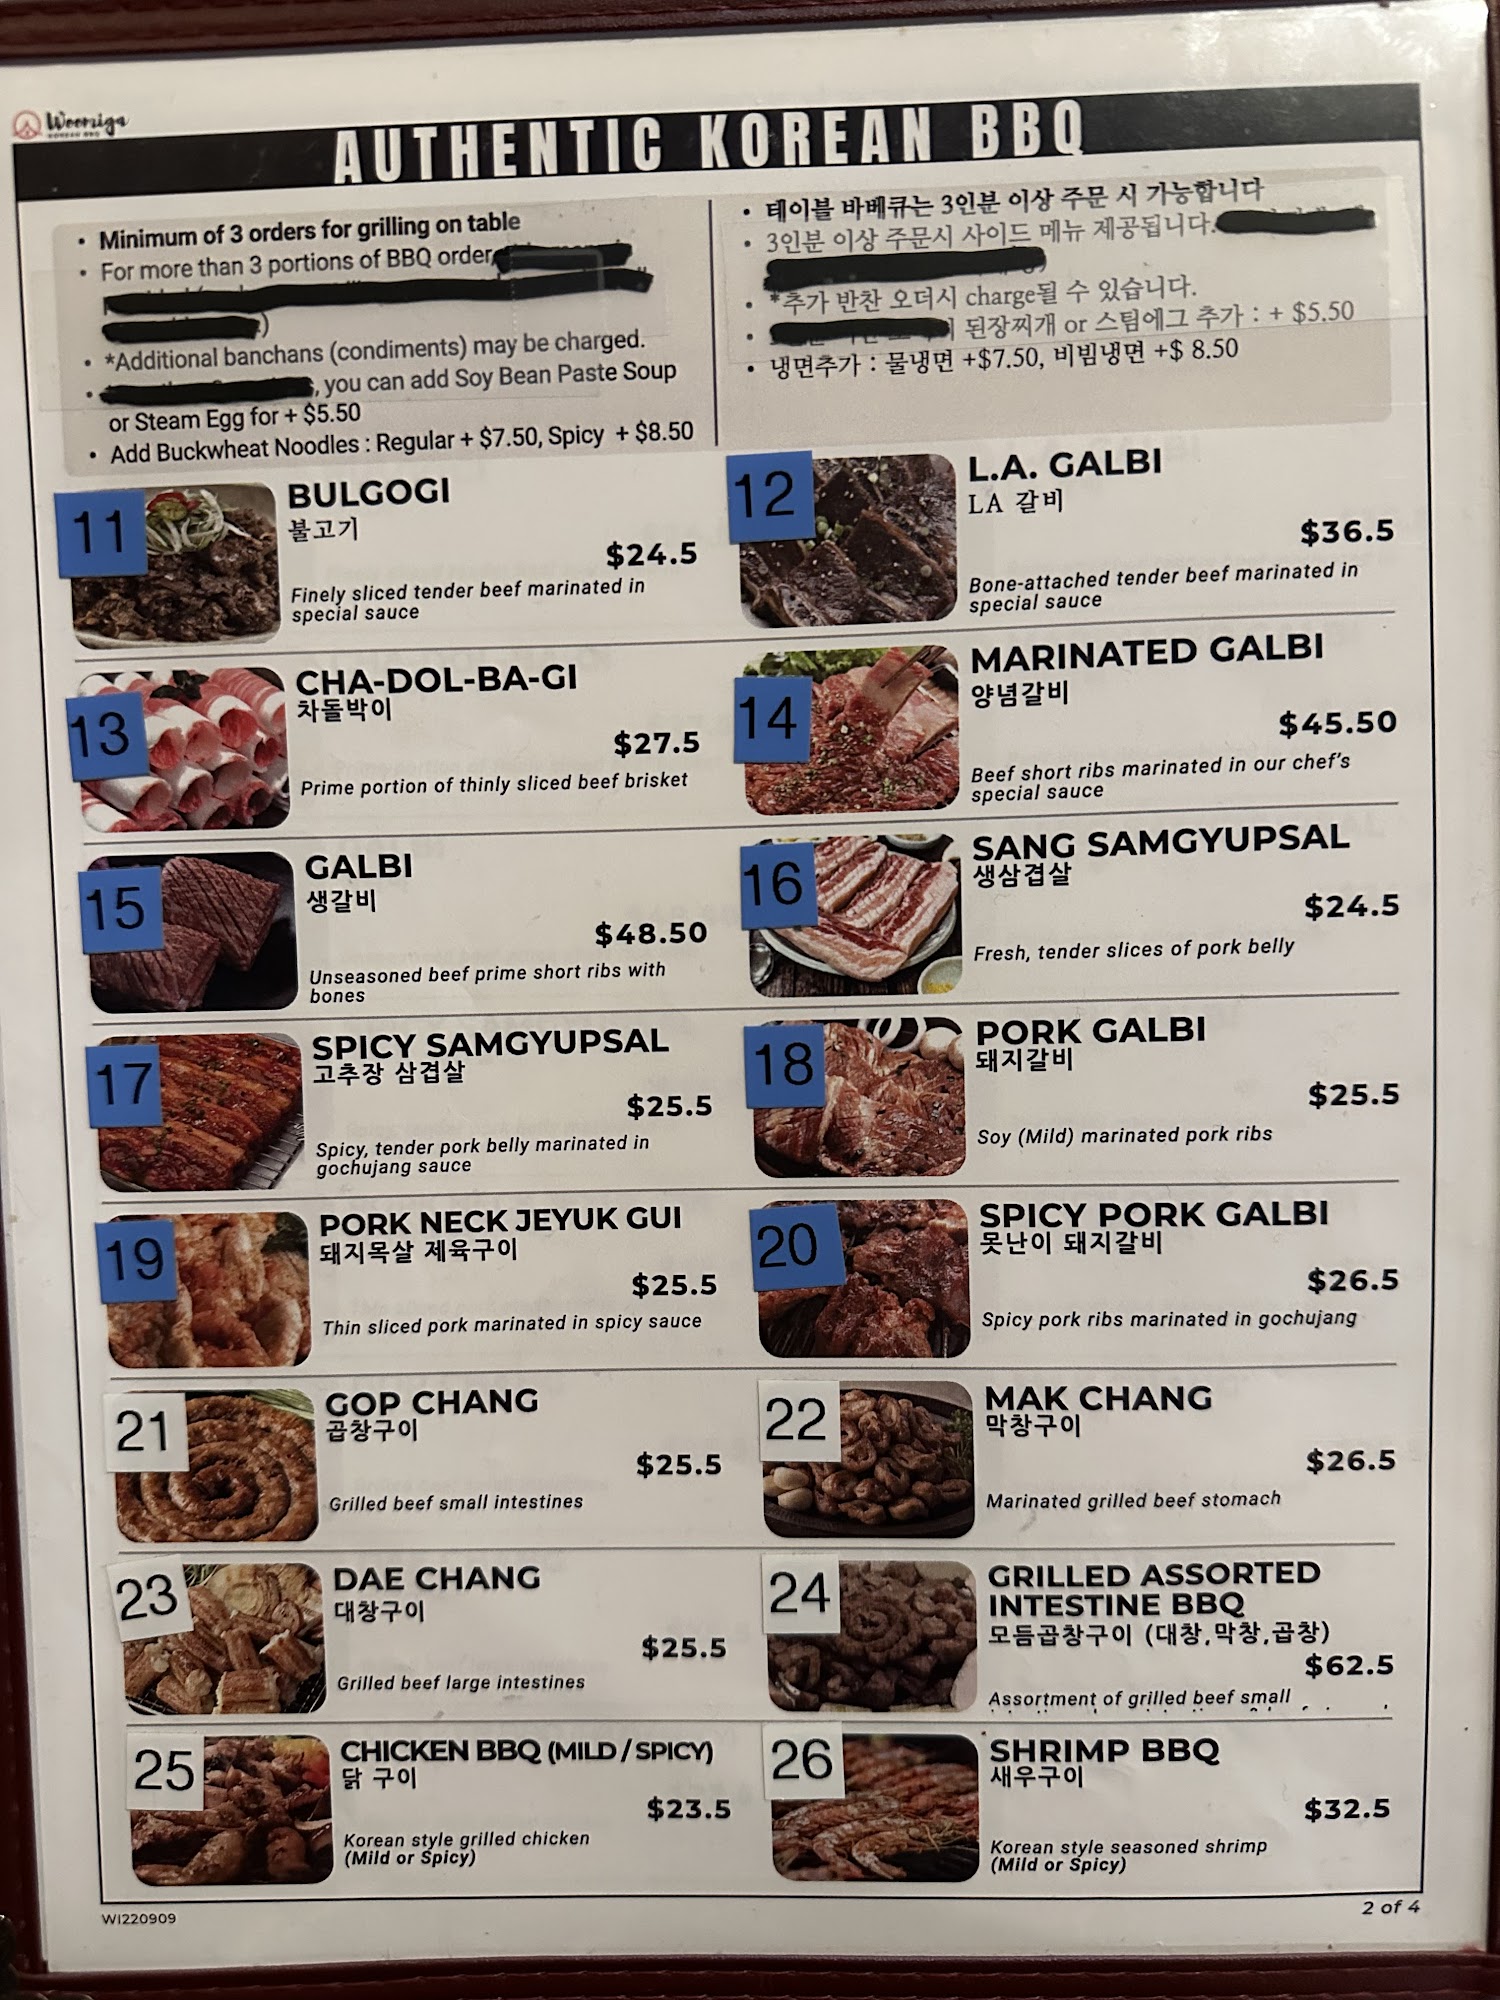 Wooriga
KOREAN BBQ
AUTHENTIC KOREAN BBQ
• Minimum of 3 orders for grilling on table
• For more than 3 portions of BBQ order,
)
• *Additional banchans (condiments) may be charged.
• , you can add Soy Bean Paste Soup
or Steam Egg for + $5.50
• Add Buckwheat Noodles : Regular + $7.50, Spicy + $8.50
• 테이블 바베큐는 3인분 이상 주문 시 가능합니다
• 3인분 이상 주문시 사이드 메뉴 제공됩니다.
• *추가 반찬 오더시 charge될 수 있습니다.
• 된장찌개 or 스팀에그 추가 : + $5.50
• 냉면추가 : 물냉면 +$7.50, 비빔냉면 +$ 8.50
11
BULGOGI
불고기
$24.5
Finely sliced tender beef marinated in
special sauce
12
L.A. GALBI
LA 갈비
$36.5
Bone-attached tender beef marinated in
special sauce
13
CHA-DOL-BA-GI
차돌박이
$27.5
Prime portion of thinly sliced beef brisket
14
MARINATED GALBI
양념갈비
$45.50
Beef short ribs marinated in our chef's
special sauce
15
GALBI
생갈비
$48.50
Unseasoned beef prime short ribs with
bones
16
SANG SAMGYUPSAL
생삼겹살
$24.5
Fresh, tender slices of pork belly
17
SPICY SAMGYUPSAL
고추장 삼겹살
$25.5
Spicy, tender pork belly marinated in
gochujang sauce
18
PORK GALBI
돼지갈비
$25.5
Soy (Mild) marinated pork ribs
19
PORK NECK JEYUK GUI
돼지목살 제육구이
$25.5
Thin sliced pork marinated in spicy sauce
20
SPICY PORK GALBI
못난이 돼지갈비
$26.5
Spicy pork ribs marinated in gochujang
21
GOP CHANG
곱창구이
$25.5
Grilled beef small intestines
22
MAK CHANG
막창구이
$26.5
Marinated grilled beef stomach
23
DAE CHANG
대창구이
$25.5
Grilled beef large intestines
24
GRILLED ASSORTED
INTESTINE BBQ
모듬곱창구이 (대창,막창,곱창)
$62.5
Assortment of grilled beef small
25
CHICKEN BBQ (MILD / SPICY)
닭 구이
$23.5
Korean style grilled chicken
(Mild or Spicy)
26
SHRIMP BBQ
새우구이
$32.5
Korean style seasoned shrimp
(Mild or Spicy)
WI220909
2 of 4